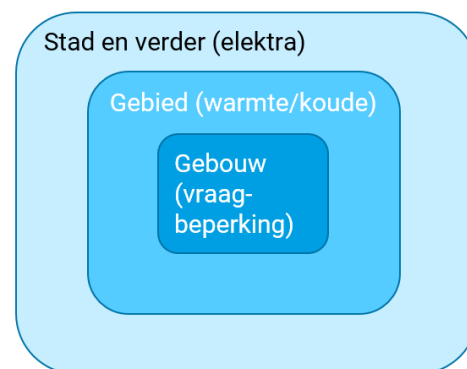 Stad en verder (elektra)
Gebied (warmte/koude)
Gebouw
(vraag-
beperking)